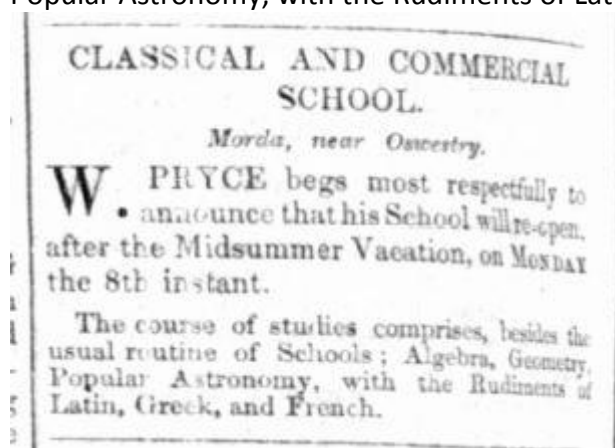 Popular Astronomy, with the Rudiments of Lat
CLASSICAL AND COMMERCIAL
SCHOOL.
Morda, near Oswestry.
W. PRYCE begs most respectfully to
announce that his School will re-open,
after the Midsummer Vacation, on MONDAY
the 8th instant.
The course of studies comprises, besides the
usual routine of Schools; Algebra, Geometry,
Popular Astronomy, with the Rudiments of
Latin, Greek, and French.